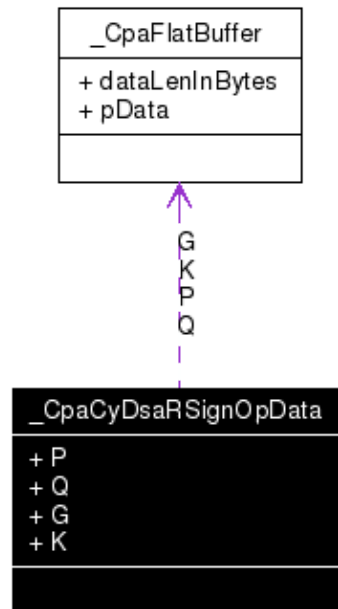 _CpaFlatBuffer
+ dataLenInBytes
+ pData
G
K
P
Q
_CpaCyDsaRSignOpData
+ P
+ Q
+ G
+ K